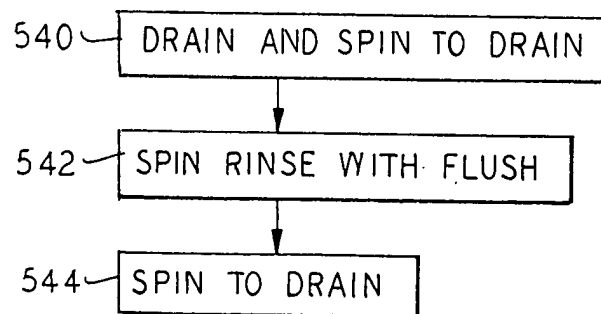 540 DRAIN AND SPIN TO DRAIN
542 SPIN RINSE WITH FLUSH
544 SPIN TO DRAIN